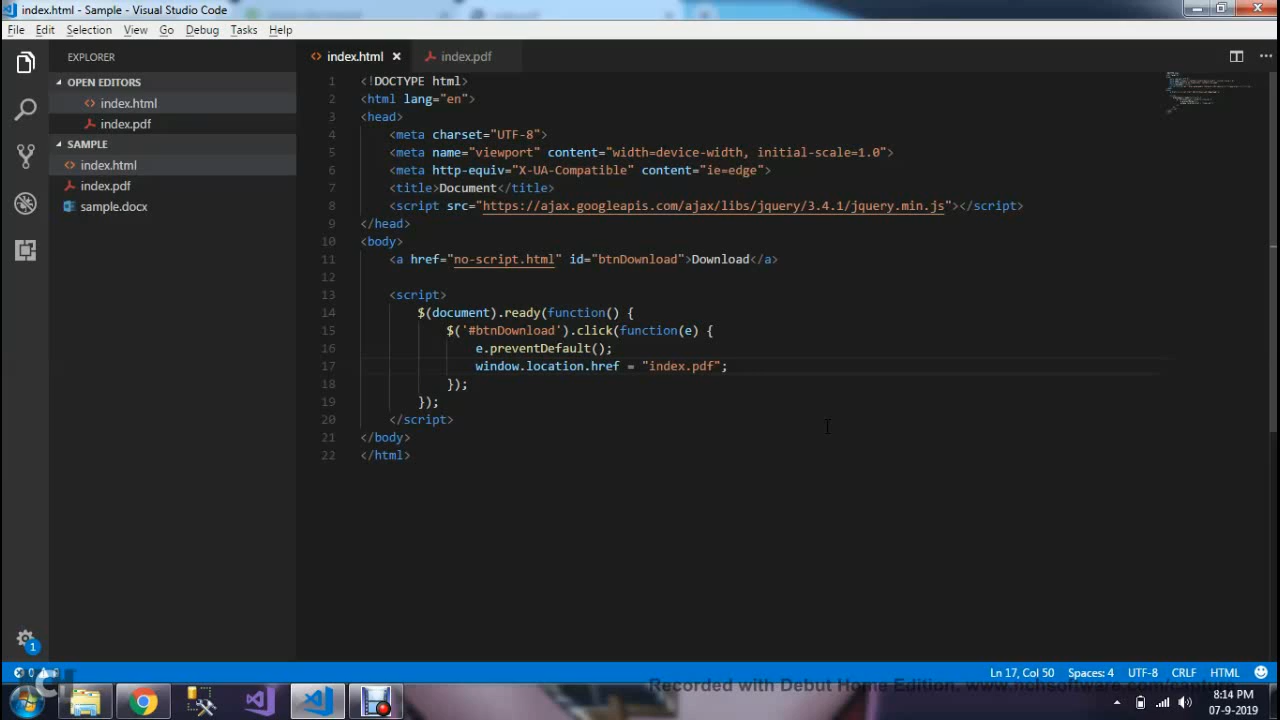 index.html - Sample - Visual Studio Code
File Edit Selection View Go Debug Tasks Help
EXPLORER
OPEN EDITORS
index.html
index.pdf
SAMPLE
index.html
index.pdf
sample.docx
index.html index.pdf
1 <!DOCTYPE html>
2 <html lang="en">
3 <head>
4 <meta charset="UTF-8">
5 <meta name="viewport" content="width=device-width, initial-scale=1.0">
6 <meta http-equiv="X-UA-Compatible" content="ie=edge">
7 <title>Document</title>
8 <script src="https://ajax.googleapis.com/ajax/libs/jquery/3.4.1/jquery.min.js"></script>
9 </head>
10 <body>
11 <a href="no-script.html" id="btnDownload">Download</a>
12
13 <script>
14 $(document).ready(function() {
15 $('#btnDownload').click(function(e) {
16 e.preventDefault();
17 window.location.href = "index.pdf";
18 });
19 });
20 </script>
21 </body>
22 </html>
1
Ln 17, Col 50 Spaces: 4 UTF-8 CRLF HTML
Recorded with Debut Home Edition. www.nchsoftware.com/capture
8:14 PM
07-9-2019